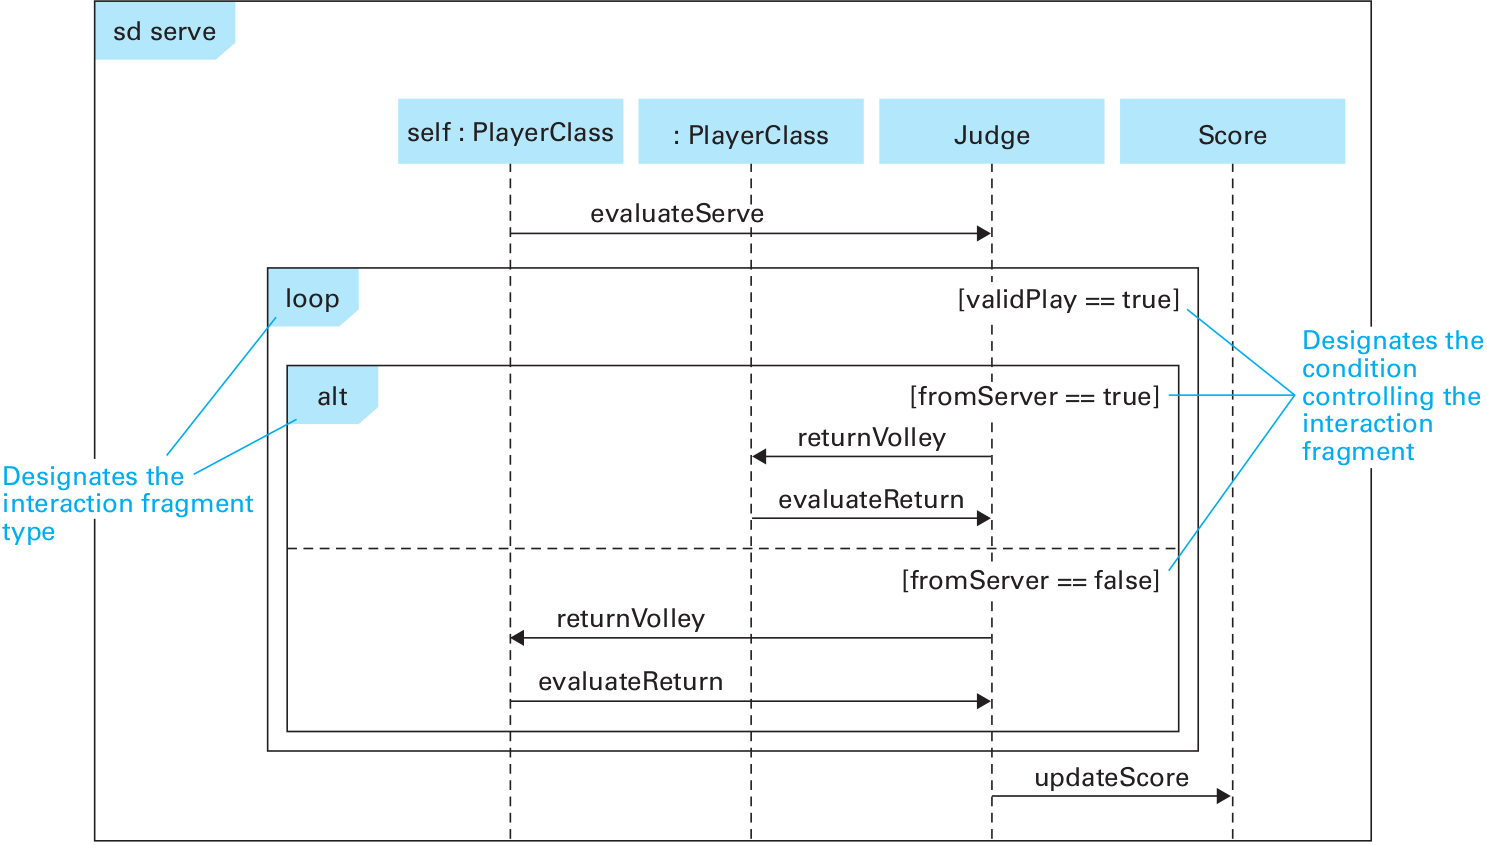 sd serve
self : PlayerClass
: PlayerClass
Judge
Score
evaluateServe
loop
[validPlay == true]
alt
[fromServer == true]
returnVolley
evaluateReturn
[fromServer == false]
returnVolley
evaluateReturn
updateScore
Designates the
interaction fragment
type
Designates the
condition
controlling the
interaction
fragment